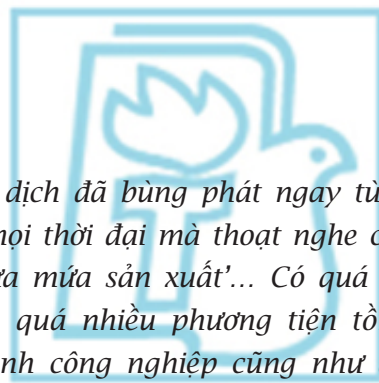 dịch đã bùng phát ngay từ
mọi thời đại mà thoạt nghe c
ứa mứa sản xuất’... Có quá
quá nhiều phương tiện tồ
nh công nghiệp cũng như